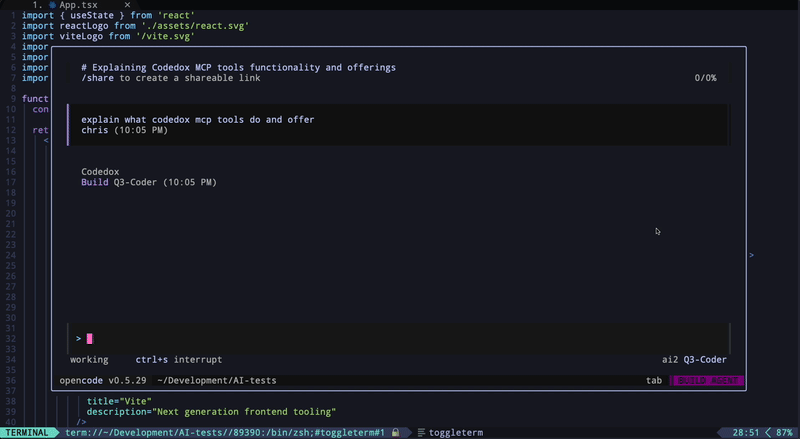 1. App.tsx ×
1 import { useState } from 'react'
2 import reactLogo from './assets/react.svg'
3 import viteLogo from '/vite.svg'
4 impor
5 impor
6 impor
7 impor
8
9 funct
10 con
11
12 ret
13 <
14
15
16
17
18
19
20
21
22
23
24
25
26
27
28
29
30
31
32
33
34
35
36
37
# Explaining Codedox MCP tools functionality and offerings
/share to create a shareable link 0/0%
explain what codedox mcp tools do and offer
chris (10:05 PM)
Codedox
Build Q3-Coder (10:05 PM)
>
>
working ctrl+s interrupt ai2 Q3-Coder
opencode v0.5.29 ~/Development/AI-tests tab BUILD AGENT
38 title="Vite"
39 description="Next generation frontend tooling"
40 />
TERMINAL term://~/Development/AI-tests//89390:/bin/zsh;#toggleterm#1 toggleterm 28:51 < 87%